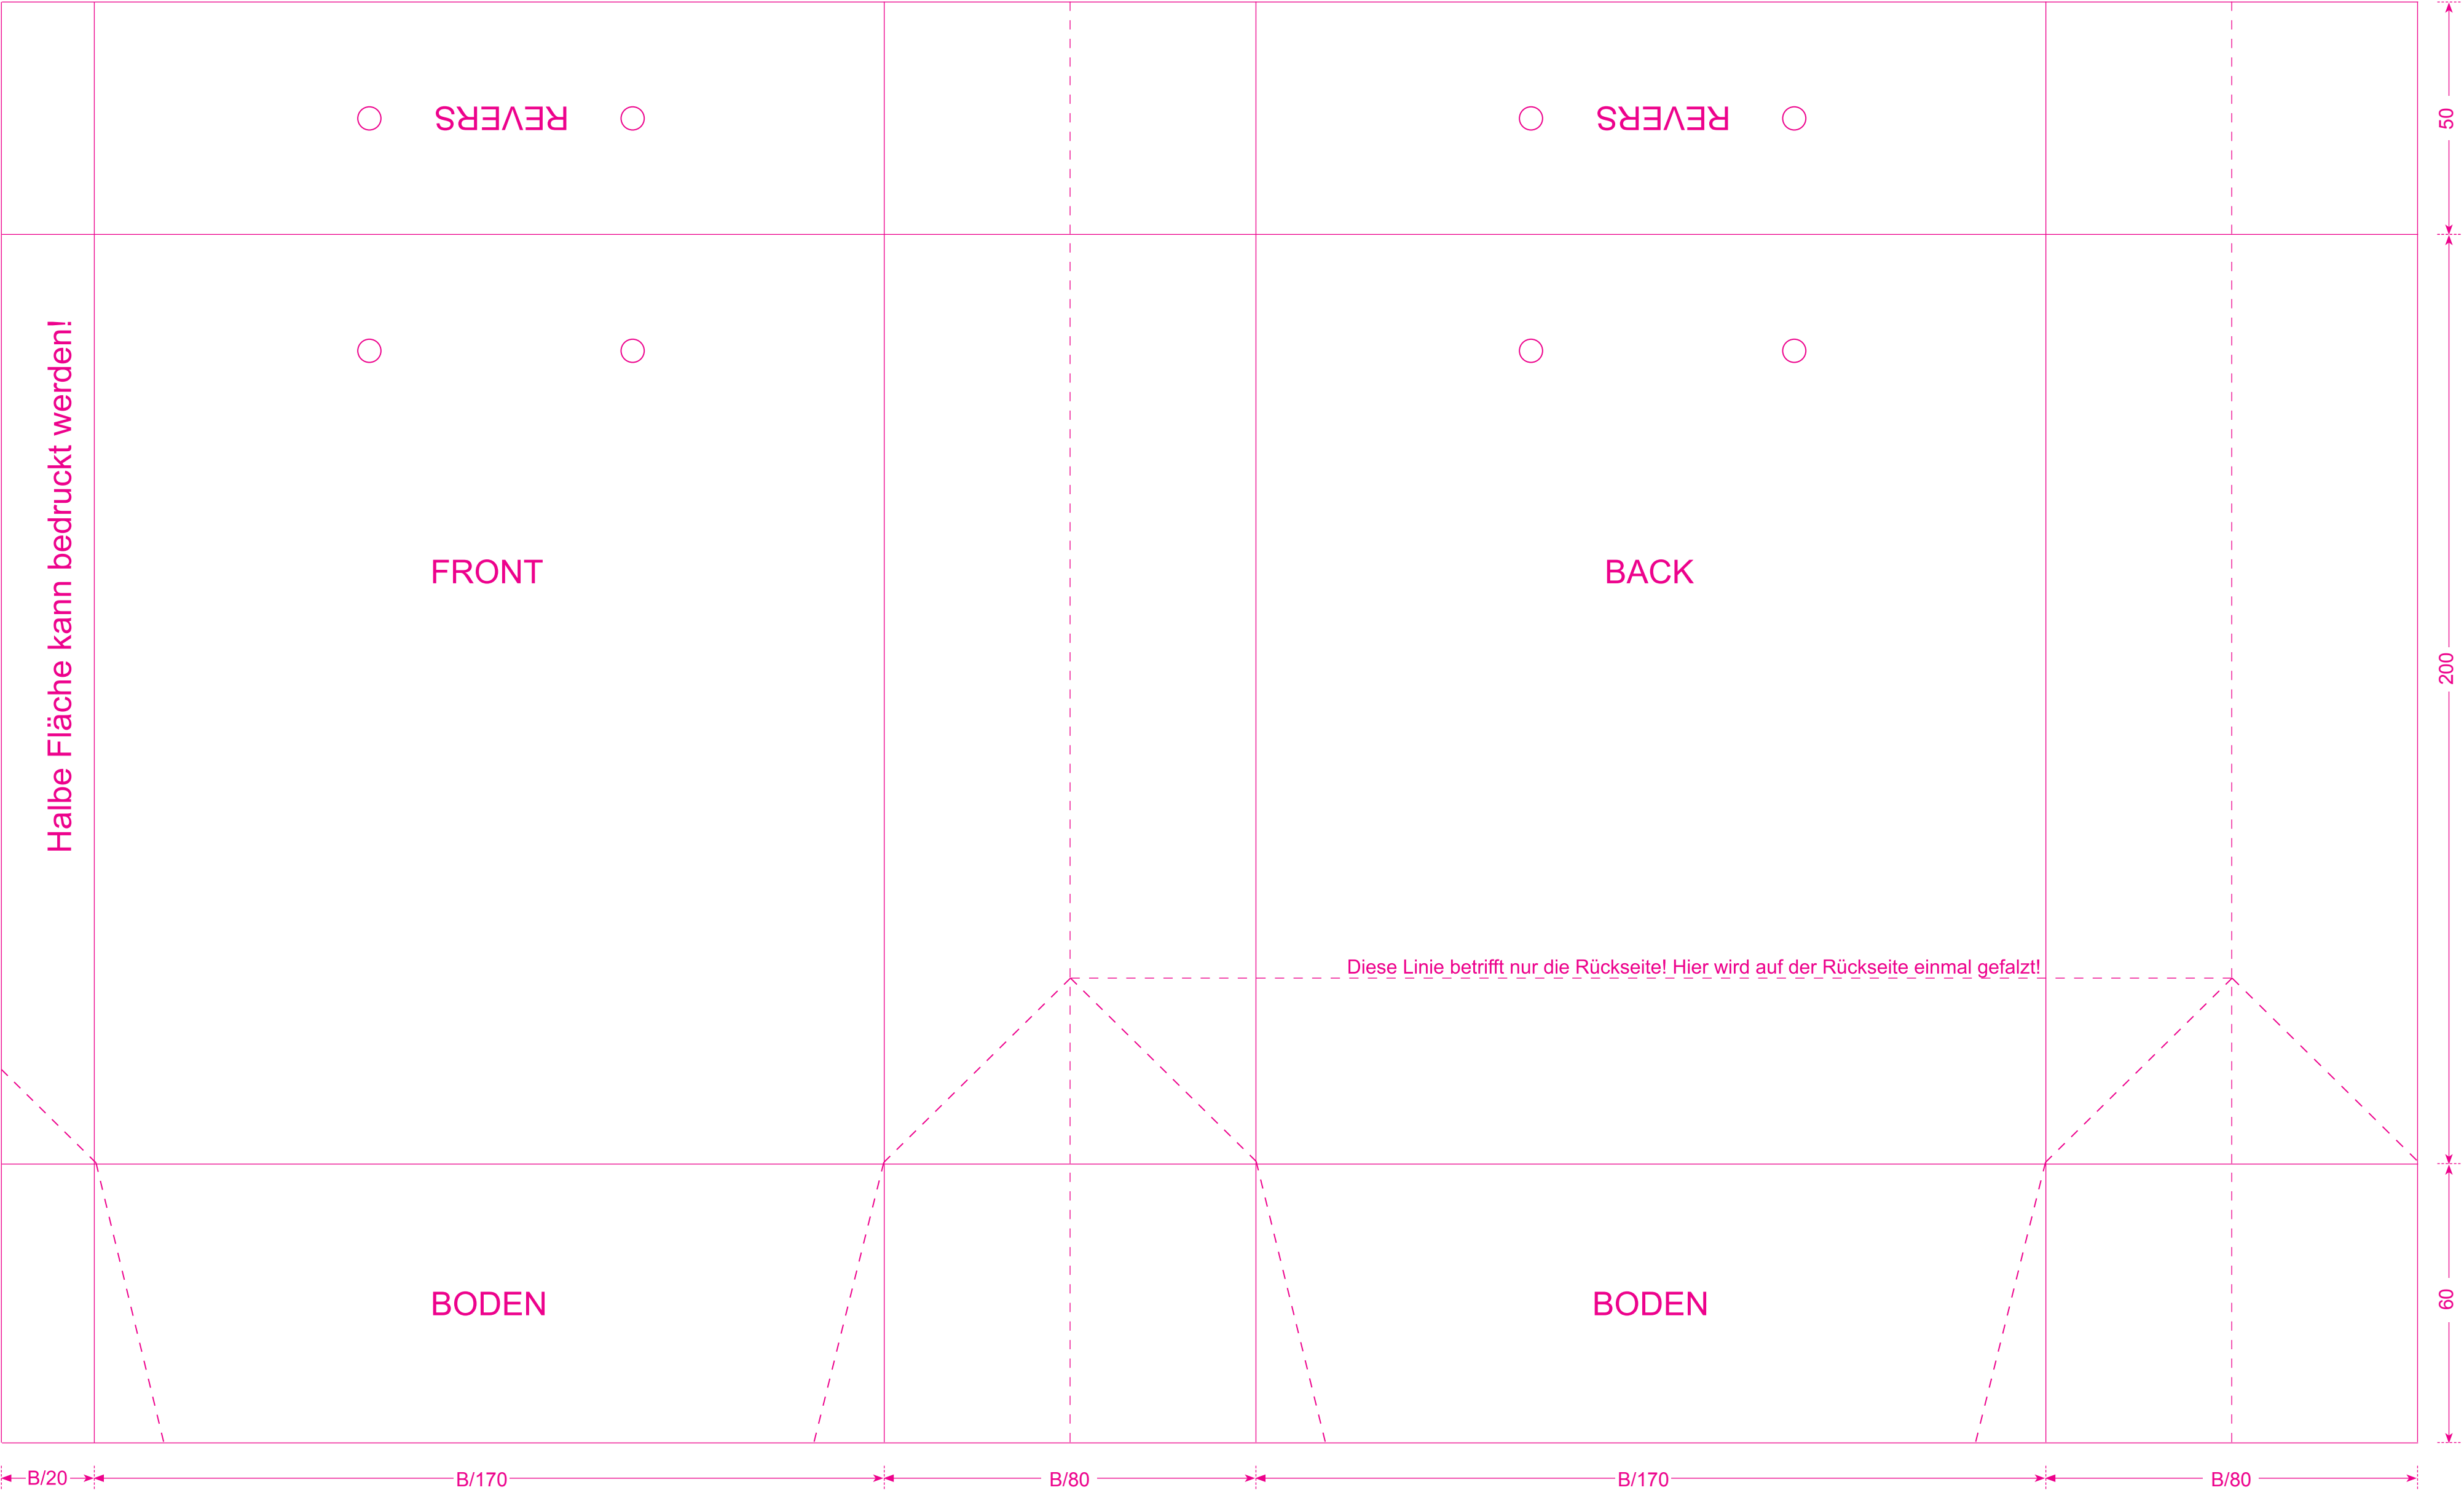 REVERS
REVERS
50
Halbe Fläche kann bedruckt werden!
FRONT
BACK
200
Diese Linie betrifft nur die Rückseite! Hier wird auf der Rückseite einmal gefalzt!
BODEN
BODEN
60
B/20
B/170
B/80
B/170
B/80